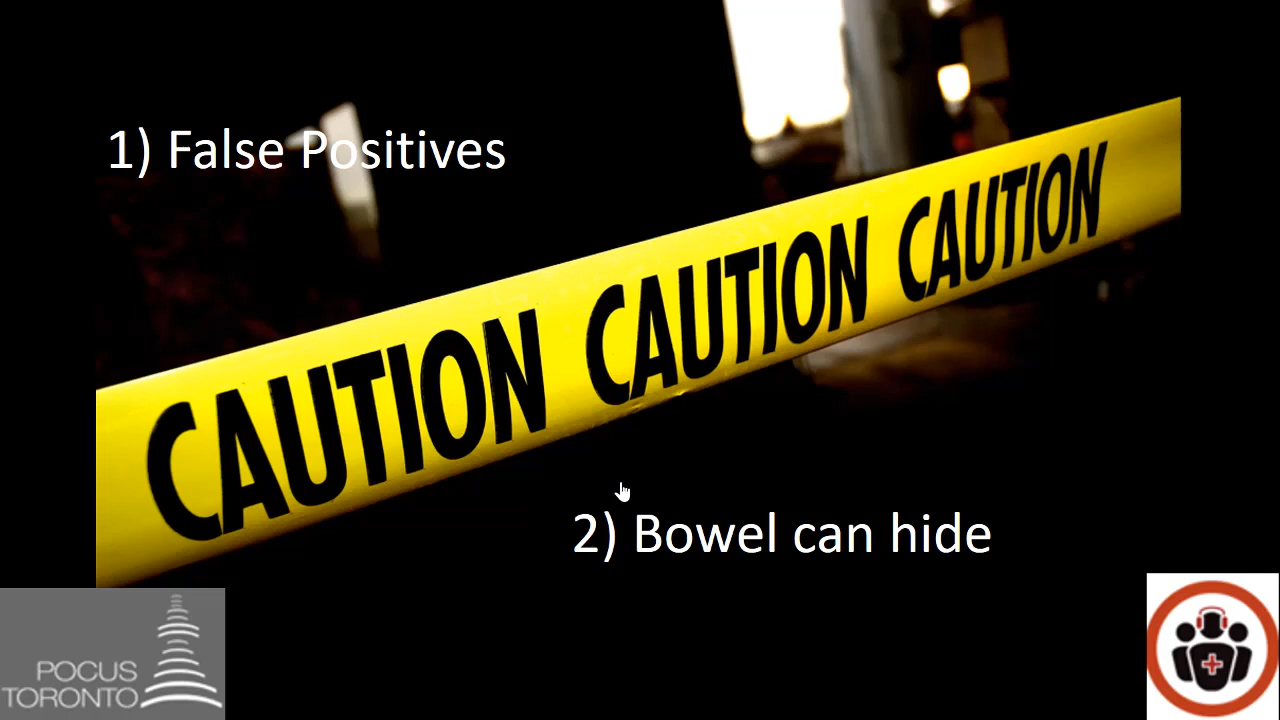 1) False Positives
CAUTION CAUTION CAUTION
2) Bowel can hide
POCUS
TORONTO